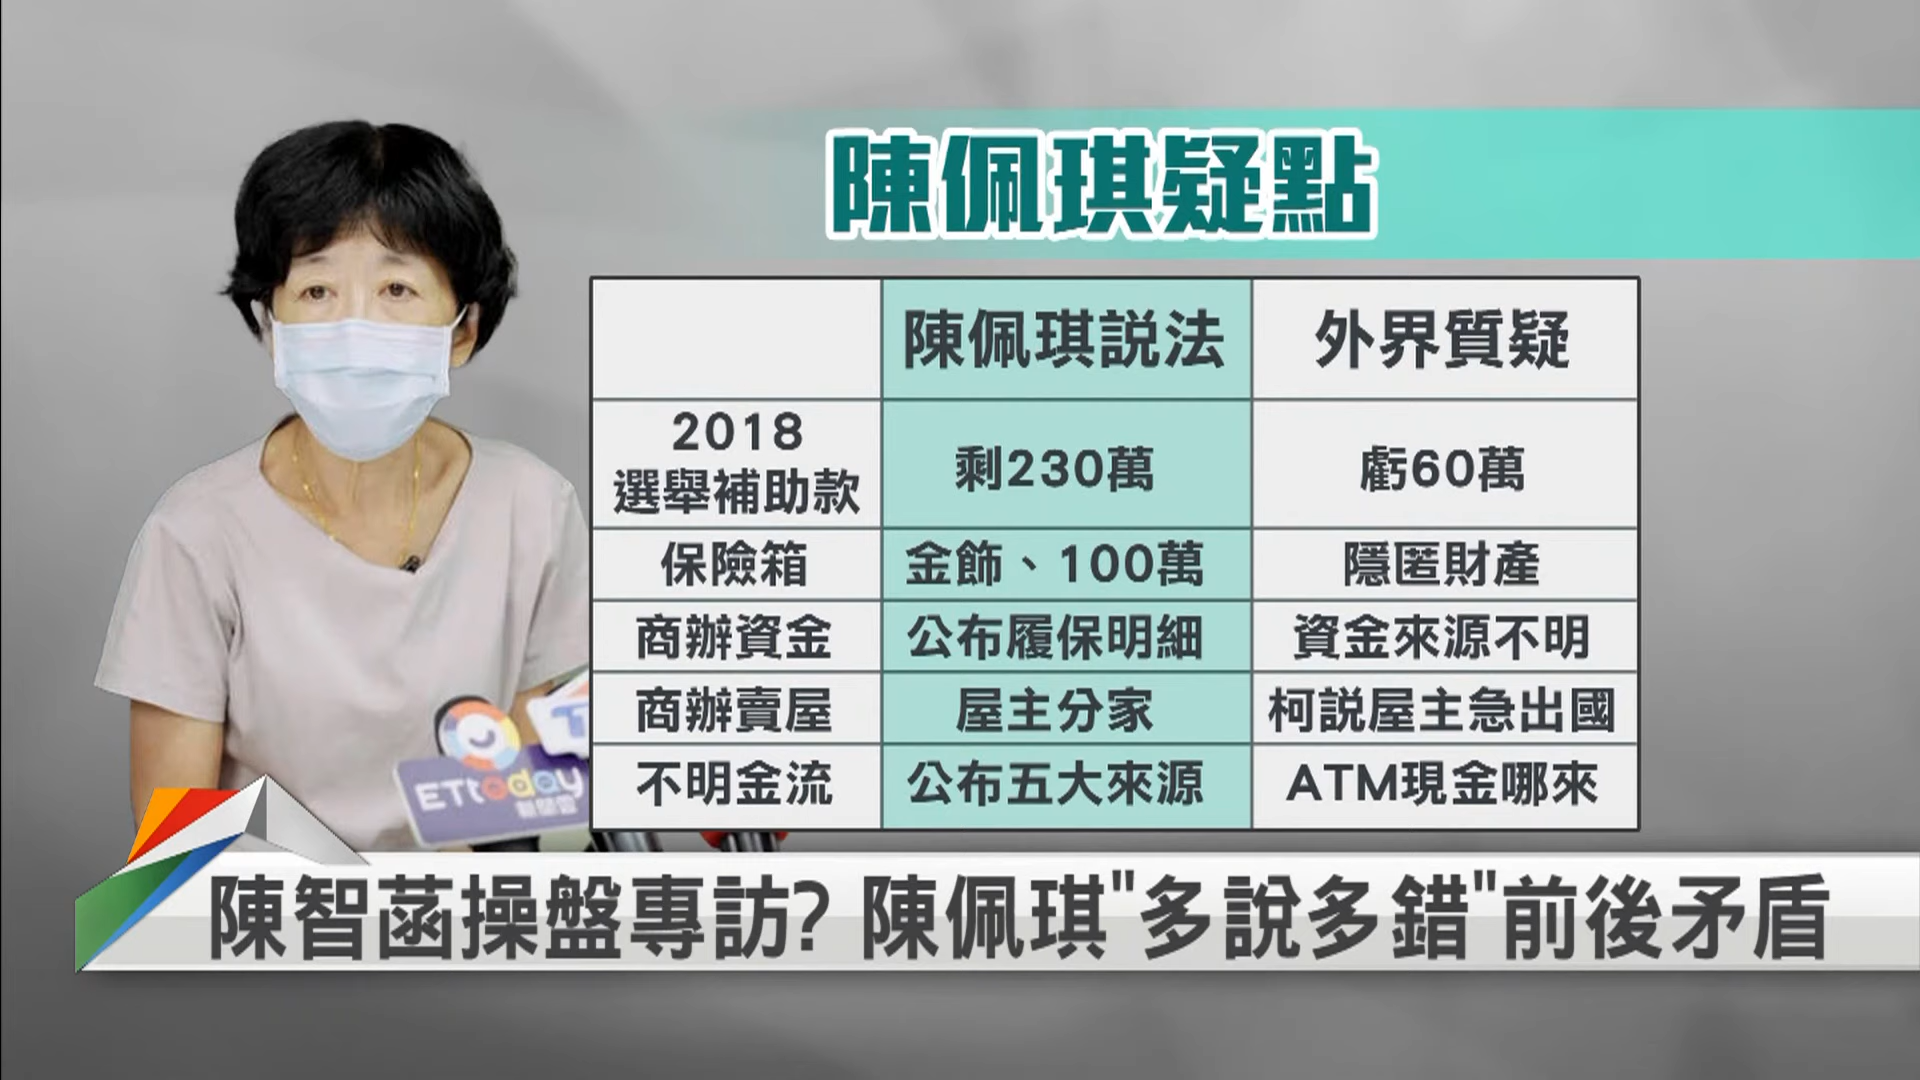 陳佩琪疑點
陳佩琪説法 外界質疑
2018
選舉補助款 剩230萬 虧60萬
保險箱 金飾、100萬 隱匿財產
商辦資金 公布履保明細 資金來源不明
商辦賣屋 屋主分家 柯説屋主急出國
不明金流 公布五大來源 ATM現金哪來
ETtoday
新聞雲
陳智菡操盤專訪? 陳佩琪"多說多錯"前後矛盾